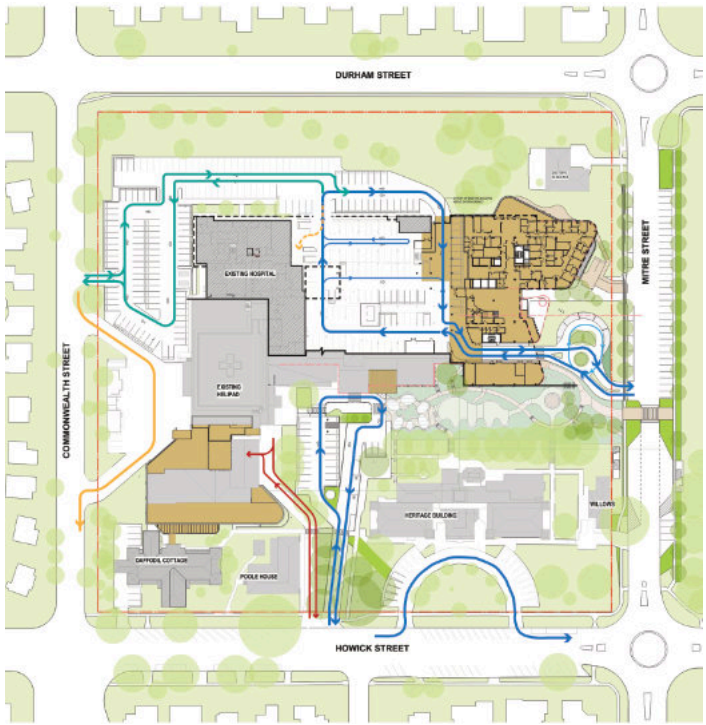 DURHAM STREET
EXISTING HOSPITAL
MITRE STREET
COMMONWEALTH STREET
EXISTING
HELIPAD
HERITAGE BUILDING
WILLOWS
DAFFODIL COTTAGE
POOLE HOUSE
HOWICK STREET